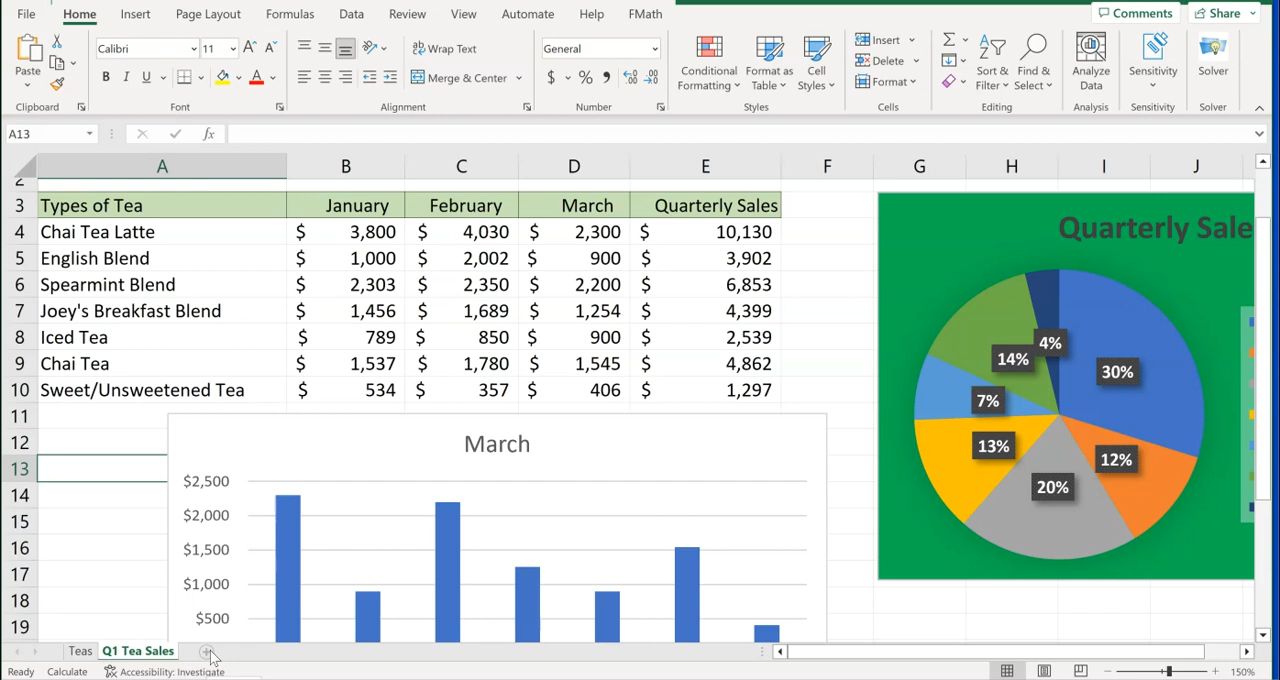 File Home Insert Page Layout Formulas Data Review View Automate Help FMath Comments Share
Calibri 11 A A ab Wrap Text General Insert Σ
Paste B I U A Merge & Center $ % , Conditional Formatting Format as Table Cell Styles Delete Format Sort & Filter Find & Select Analyze Data Sensitivity Solver
Clipboard Font Alignment Number Styles Cells Editing Analysis Sensitivity Solver
A13 fx
A B C D E F G H I J
2
3 Types of Tea January February March Quarterly Sales
4 Chai Tea Latte $ 3,800 $ 4,030 $ 2,300 $ 10,130
5 English Blend $ 1,000 $ 2,002 $ 900 $ 3,902
6 Spearmint Blend $ 2,303 $ 2,350 $ 2,200 $ 6,853
7 Joey's Breakfast Blend $ 1,456 $ 1,689 $ 1,254 $ 4,399
8 Iced Tea $ 789 $ 850 $ 900 $ 2,539
9 Chai Tea $ 1,537 $ 1,780 $ 1,545 $ 4,862
10 Sweet/Unsweetened Tea $ 534 $ 357 $ 406 $ 1,297
11
12
13
14
15
16
17
18
19
March
$2,500
$2,000
$1,500
$1,000
$500
Quarterly Sale
4%
14%
30%
7%
13%
12%
20%
Teas Q1 Tea Sales
Ready Calculate Accessibility: Investigate 150%